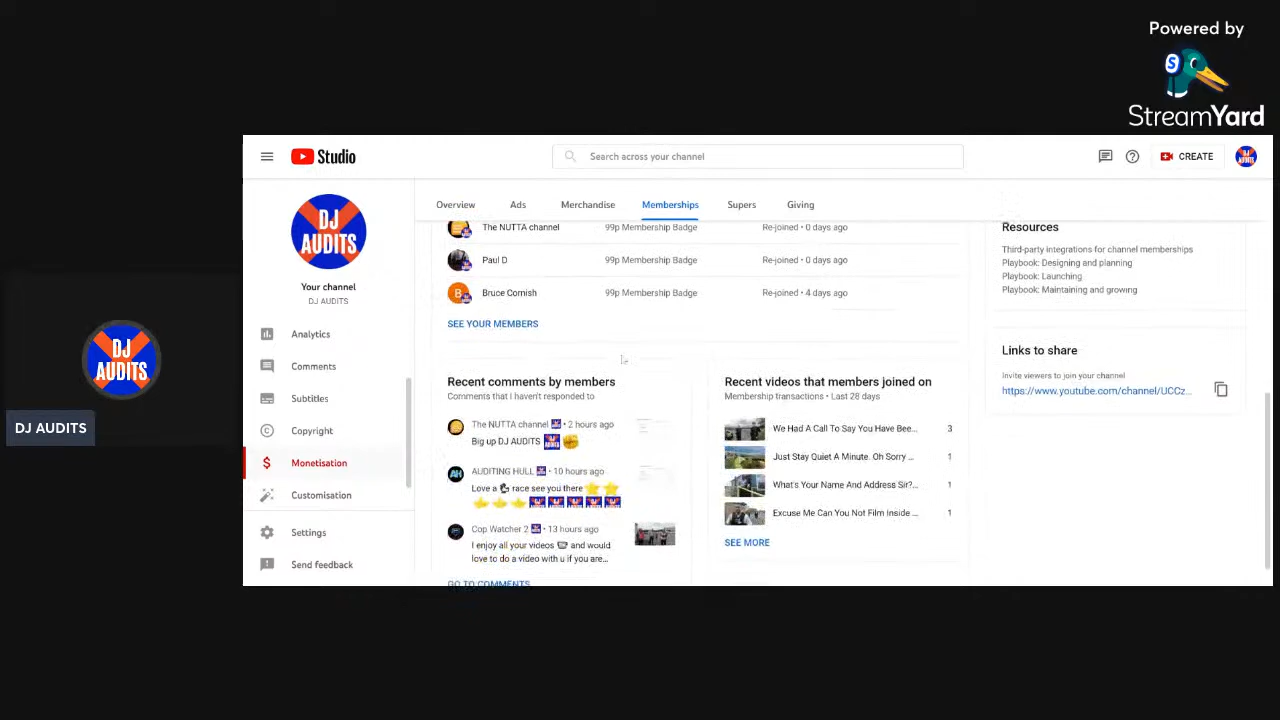 Powered by
S
StreamYard
Studio
Search across your channel
CREATE
DJ
AUDITS
DJ
AUDITS
Your channel
DJ AUDITS
Analytics
Comments
Subtitles
Copyright
Monetisation
Customisation
Settings
Send feedback
Overview
Ads
Merchandise
Memberships
Supers
Giving
The NUTTA channel
99p Membership Badge
Re-joined • 0 days ago
Paul D
99p Membership Badge
Re-joined • 0 days ago
B
Bruce Cornish
99p Membership Badge
Re-joined • 4 days ago
SEE YOUR MEMBERS
Recent comments by members
Comments that I haven't responded to
The NUTTA channel • 2 hours ago
Big up DJ AUDITS
AH
AUDITING HULL • 10 hours ago
Love a race see you there
Cop Watcher 2 • 13 hours ago
I enjoy all your videos and would
love to do a video with u if you are...
GO TO COMMENTS
Recent videos that members joined on
Membership transactions • Last 28 days
We Had A Call To Say You Have Bee... 3
Just Stay Quiet A Minute. Oh Sorry ... 1
What's Your Name And Address Sir?... 1
Excuse Me Can You Not Film Inside ... 1
SEE MORE
Resources
Third-party integrations for channel memberships
Playbook: Designing and planning
Playbook: Launching
Playbook: Maintaining and growing
Links to share
Invite viewers to join your channel
https://www.youtube.com/channel/UCCz...
DJ
AUDITS
DJ AUDITS